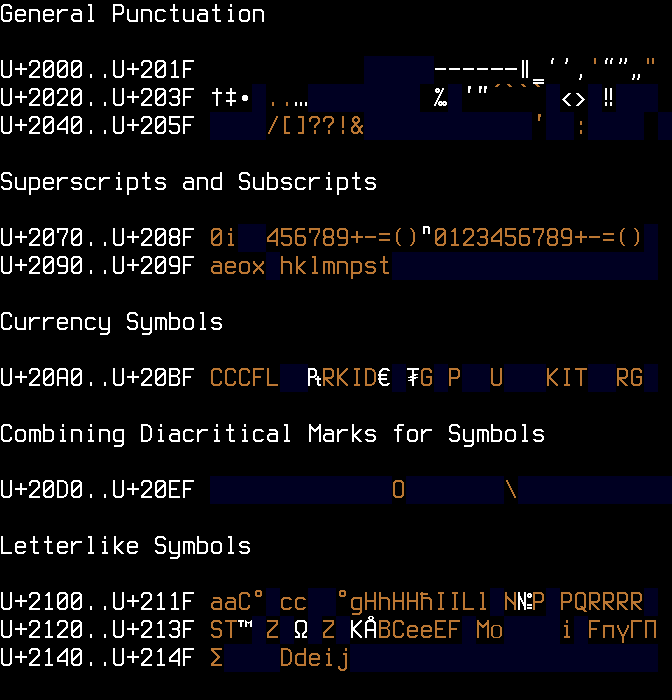 General Punctuation
U+2000..U+201F ------‖‗‘’‚'“”„"
U+2020..U+203F †‡• ..… ‰ ′″ˆ``` <> ‼
U+2040..U+205F /[]??!& ' :
Superscripts and Subscripts
U+2070..U+208F 0i 456789+-=()ⁿ0123456789+-=()
U+2090..U+209F aeox hklmnpst
Currency Symbols
U+20A0..U+20BF CCCFL ₧RKID€ ₮G P U KIT RG
Combining Diacritical Marks for Symbols
U+20D0..U+20EF O \
Letterlike Symbols
U+2100..U+211F aaC° cc °gHhHHħIILl N№P PQRRRR
U+2120..U+213F ST™ Z Ω Z KÅBCeeEF Mo i FπγΓΠ
U+2140..U+214F Σ Ddeij